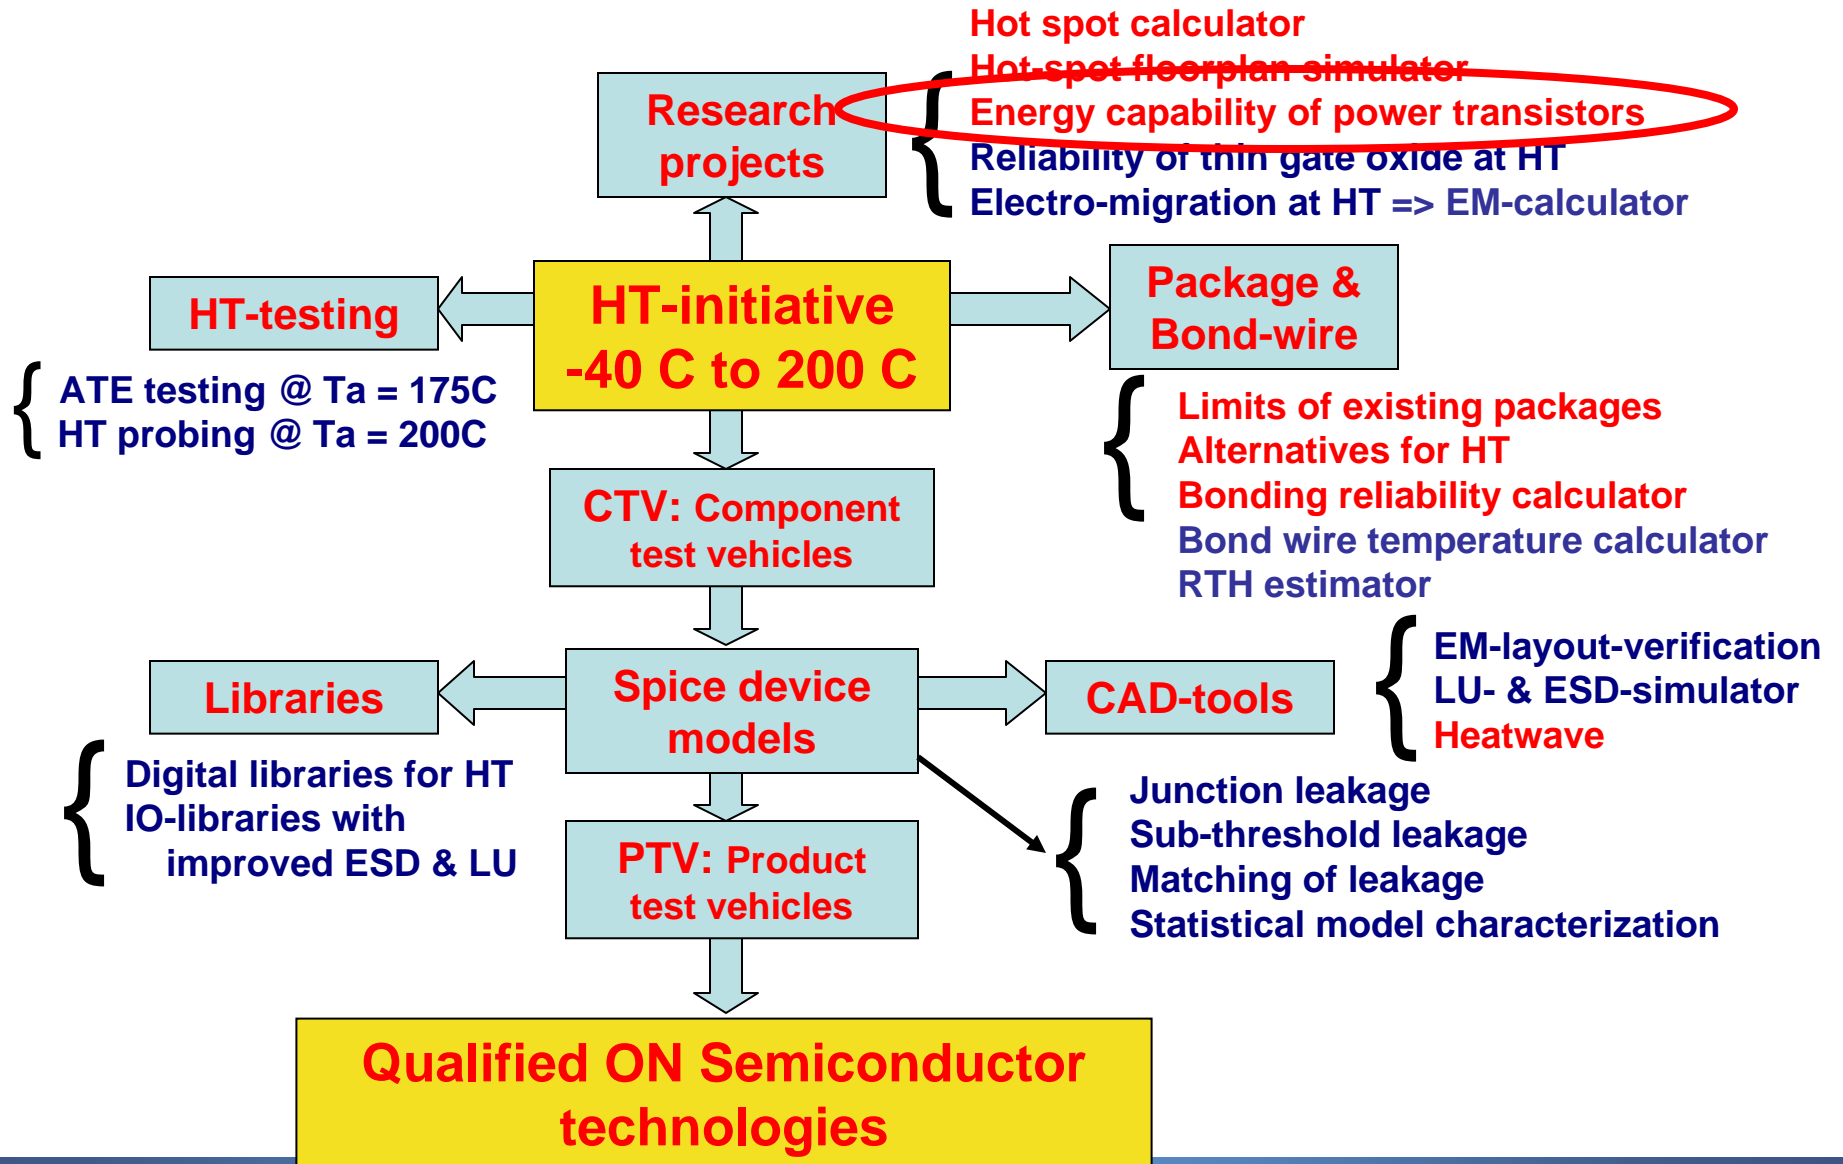 Hot spot calculator
Hot-spot floorplan simulator
Energy capability of power transistors
Reliability of thin gate oxide at HT
Electro-migration at HT => EM-calculator
Research
projects
HT-testing
HT-initiative
-40 C to 200 C
Package &
Bond-wire
ATE testing @ Ta = 175C
HT probing @ Ta = 200C
Limits of existing packages
Alternatives for HT
Bonding reliability calculator
Bond wire temperature calculator
RTH estimator
CTV: Component
test vehicles
Libraries
Spice device
models
CAD-tools
EM-layout-verification
LU- & ESD-simulator
Heatwave
Digital libraries for HT
IO-libraries with
improved ESD & LU
Junction leakage
Sub-threshold leakage
Matching of leakage
Statistical model characterization
PTV: Product
test vehicles
Qualified ON Semiconductor
technologies